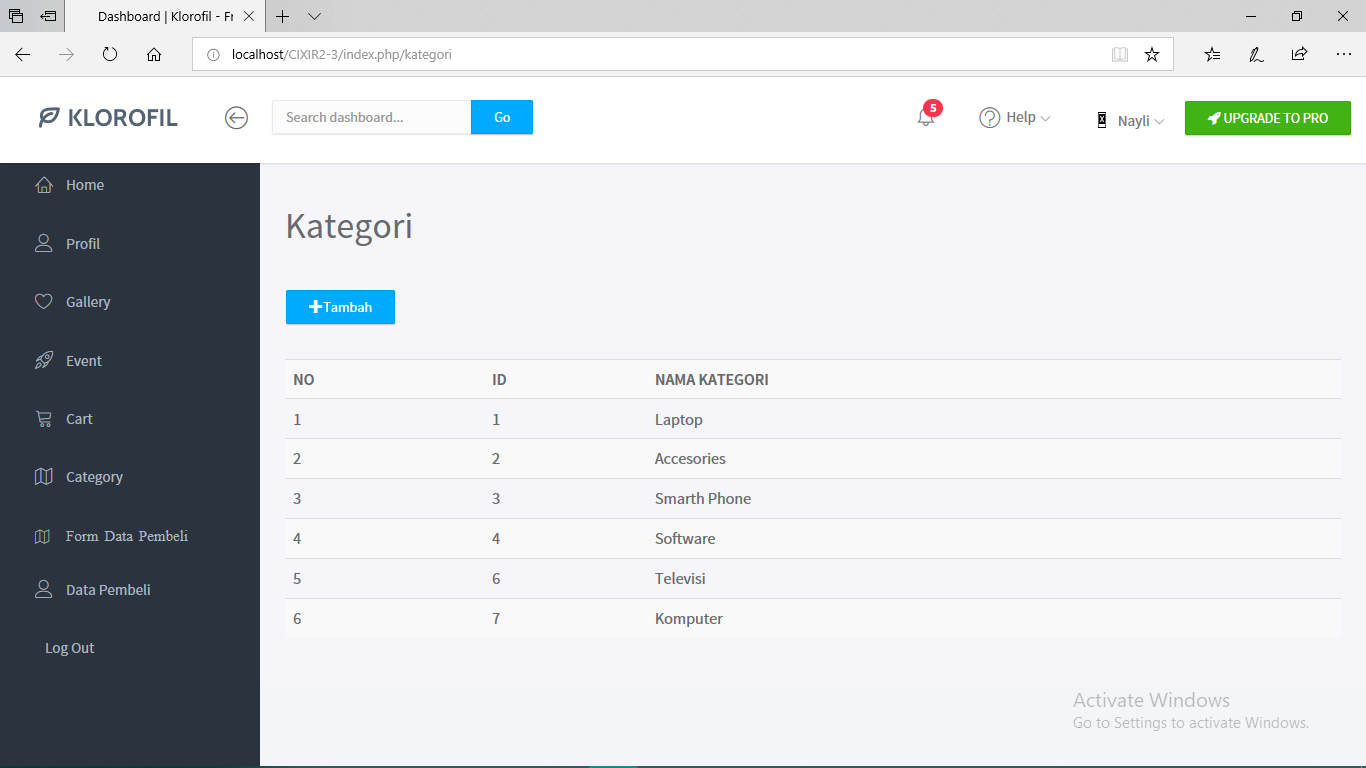 Dashboard | Klorofil - Fr
localhost/CIXIR2-3/index.php/kategori
KLOROFIL
Search dashboard...
Go
5
Help
Nayli
UPGRADE TO PRO
Home
Profil
Gallery
Event
Cart
Category
Form Data Pembeli
Data Pembeli
Log Out
Kategori
Tambah
NO ID NAMA KATEGORI
1 1 Laptop
2 2 Accesories
3 3 Smarth Phone
4 4 Software
5 6 Televisi
6 7 Komputer
Activate Windows
Go to Settings to activate Windows.